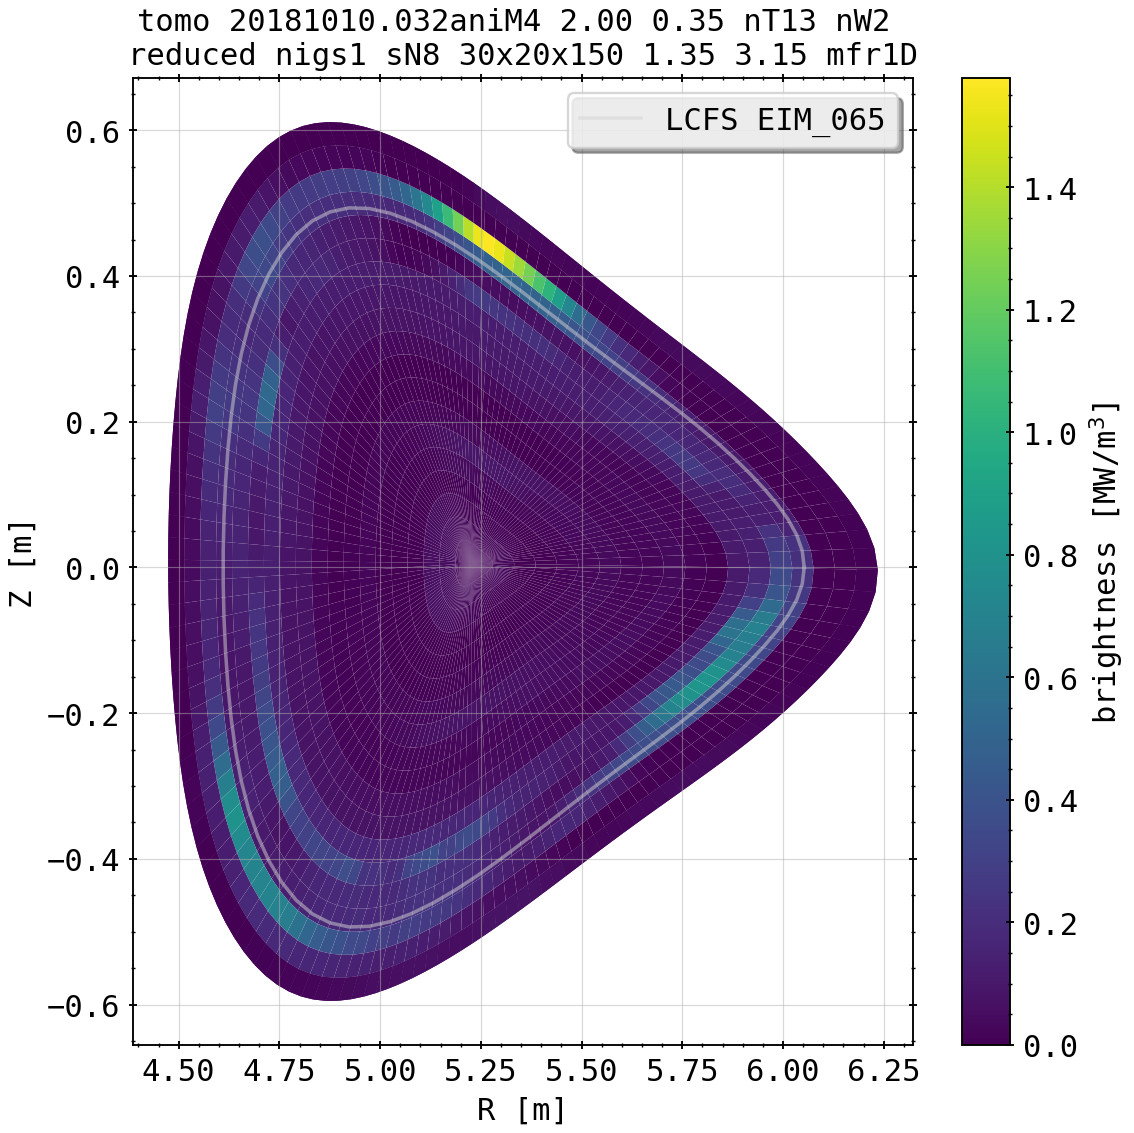 tomo 20181010.032aniM4 2.00 0.35 nT13 nW2
reduced nigs1 sN8 30x20x150 1.35 3.15 mfr1D
LCFS EIM_065
0.6
0.4
0.2
0.0
−0.2
−0.4
−0.6
Z [m]
4.50 4.75 5.00 5.25 5.50 5.75 6.00 6.25
R [m]
1.4
1.2
1.0
0.8
0.6
0.4
0.2
0.0
brightness [MW/m³]